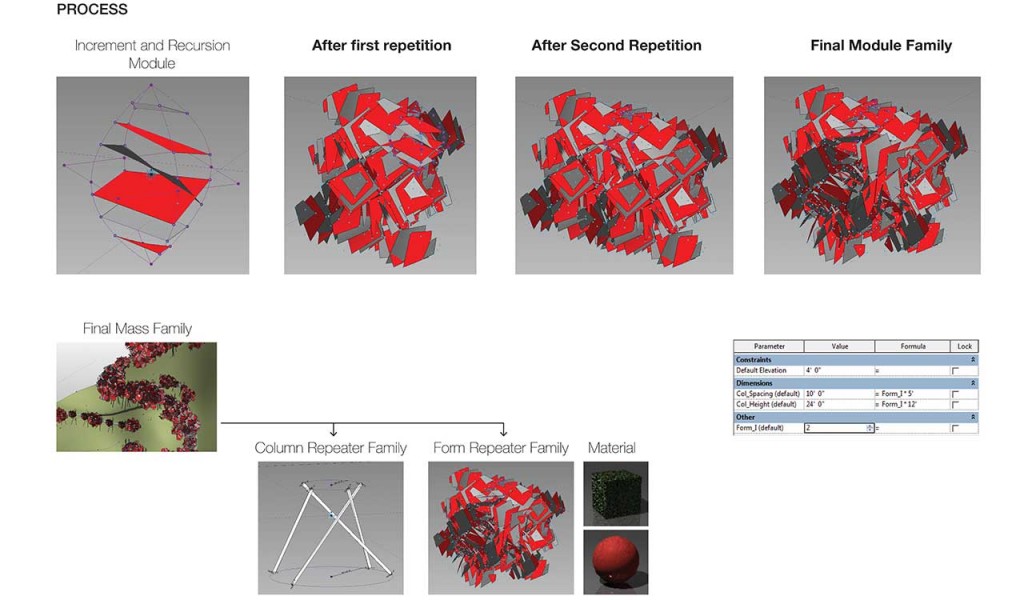 PROCESS
Increment and Recursion
Module
After first repetition
After Second Repetition
Final Module Family
Final Mass Family
Column Repeater Family
Form Repeater Family
Material
Parameter Value Formula Lock
Constraints
Default Elevation 4' 0" =
Dimensions
Col_Spacing (default) 10' 0" = Form_I * 5'
Col_Height (default) 24' 0" = Form_I * 12'
Other
Form_I (default) 2 =